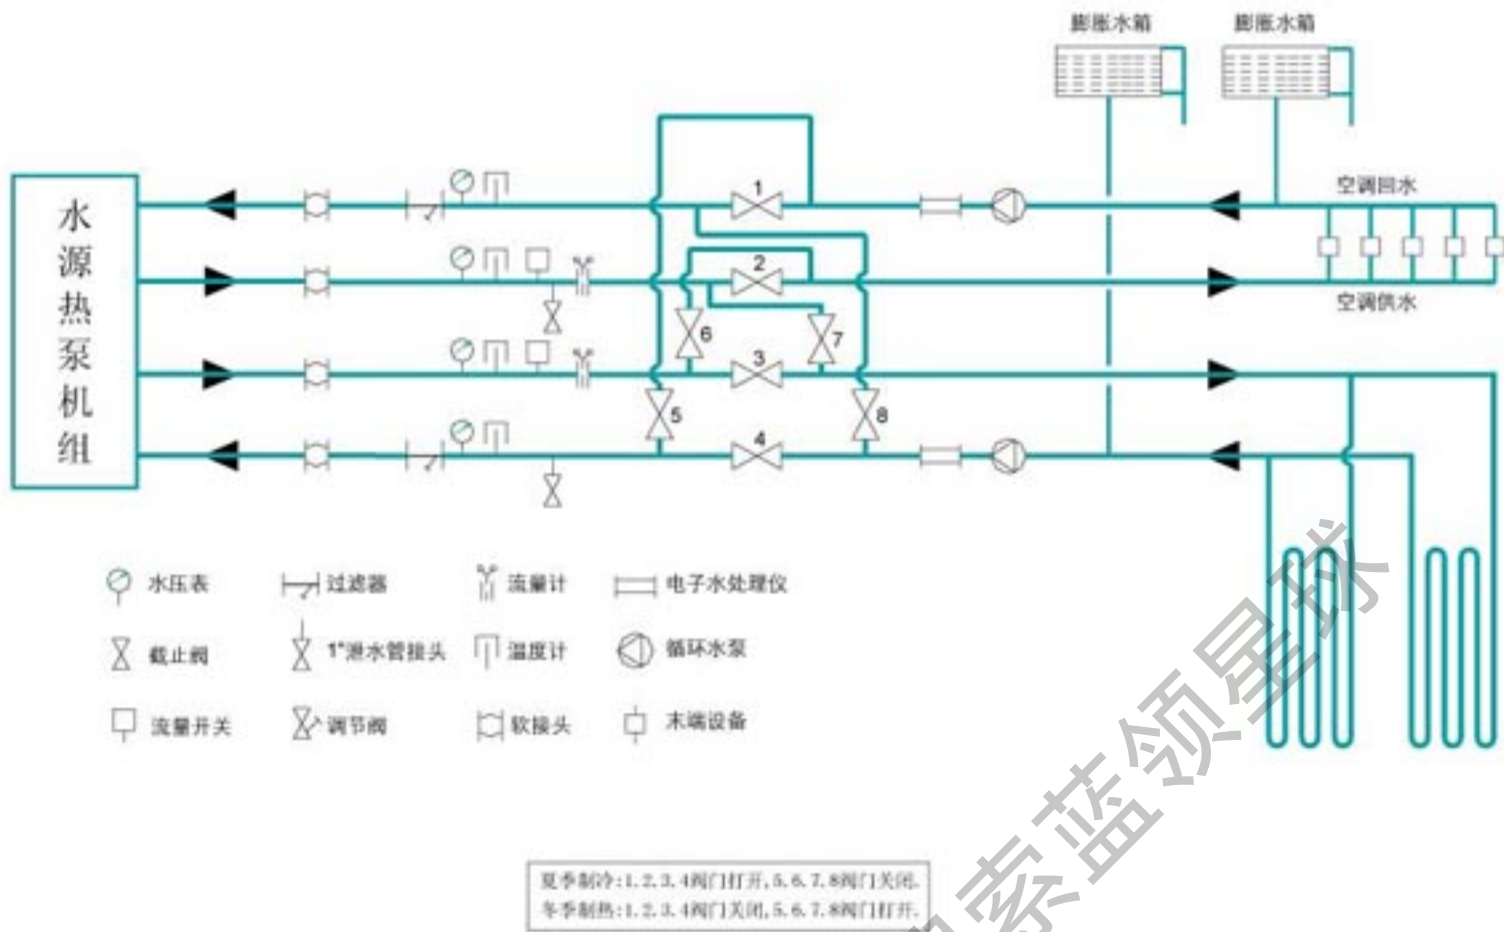 膨胀水箱
膨胀水箱
空调回水
空调供水
水源热泵机组
1
2
3
4
5
6
7
8
水压表
过滤器
流量计
电子水处理仪
截止阀
1"泄水管接头
温度计
循环水泵
流量开关
调节阀
软接头
末端设备
夏季制冷:1.2.3.4阀门打开,5.6.7.8阀门关闭.
冬季制热:1.2.3.4阀门关闭,5.6.7.8阀门打开.
索蓝领星球